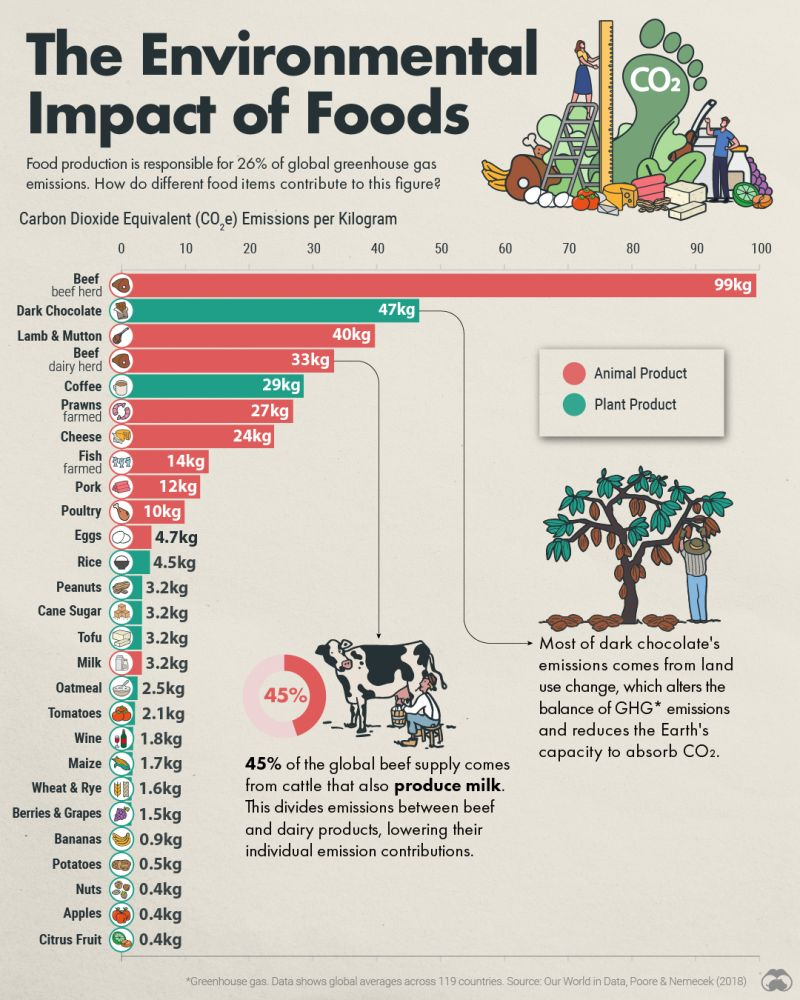 The Environmental
Impact of Foods
CO2
Food production is responsible for 26% of global greenhouse gas
emissions. How do different food items contribute to this figure?
Carbon Dioxide Equivalent (CO2e) Emissions per Kilogram
0 10 20 30 40 50 60 70 80 90 100
Beef
beef herd
99kg
Dark Chocolate 47kg
Lamb & Mutton 40kg
Beef
dairy herd
33kg
Coffee 29kg
Prawns
farmed
27kg
Cheese 24kg
Fish
farmed
14kg
Pork 12kg
Poultry 10kg
Eggs 4.7kg
Rice 4.5kg
Peanuts 3.2kg
Cane Sugar 3.2kg
Tofu 3.2kg
Milk 3.2kg
Oatmeal 2.5kg
Tomatoes 2.1kg
Wine 1.8kg
Maize 1.7kg
Wheat & Rye 1.6kg
Berries & Grapes 1.5kg
Bananas 0.9kg
Potatoes 0.5kg
Nuts 0.4kg
Apples 0.4kg
Citrus Fruit 0.4kg
Animal Product
Plant Product
Most of dark chocolate's
emissions comes from land
use change, which alters the
balance of GHG* emissions
and reduces the Earth's
capacity to absorb CO2.
45%
45% of the global beef supply comes
from cattle that also produce milk.
This divides emissions between beef
and dairy products, lowering their
individual emission contributions.
*Greenhouse gas. Data shows global averages across 119 countries. Source: Our World in Data, Poore & Nemecek (2018)